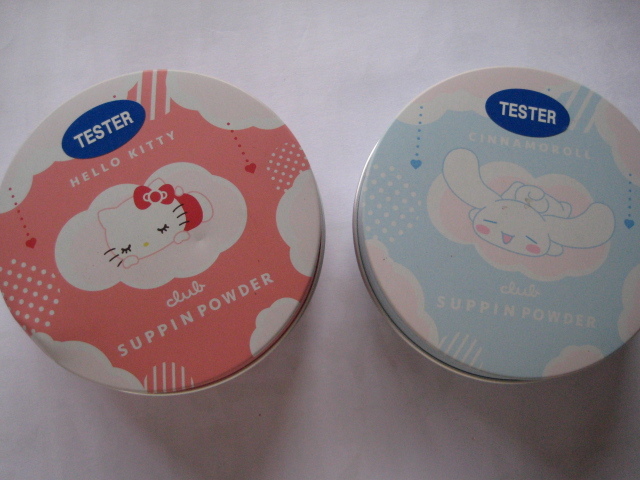 TESTER
HELLO KITTY
club
SUPPIN POWDER
TESTER
CINNAMOROLL
club
SUPPIN POWDER